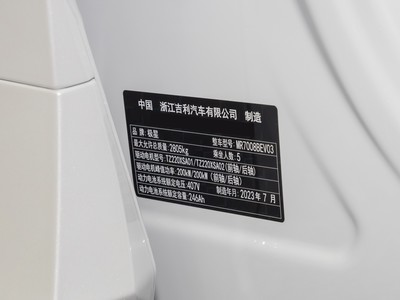 中国 浙江吉利汽车有限公司 制造
品牌：极星 整车型号：MR7008BEV03
最大允许总质量：2805kg 乘坐人数：5
驱动电机型号：TZ220XSA01/TZ220XSA02（前轴/后轴）
驱动电机峰值功率：200kW/200kW（前轴/后轴）
动力电池系统额定电压：407V 制造年月：2023年7月
动力电池系统额定容量：246Ah